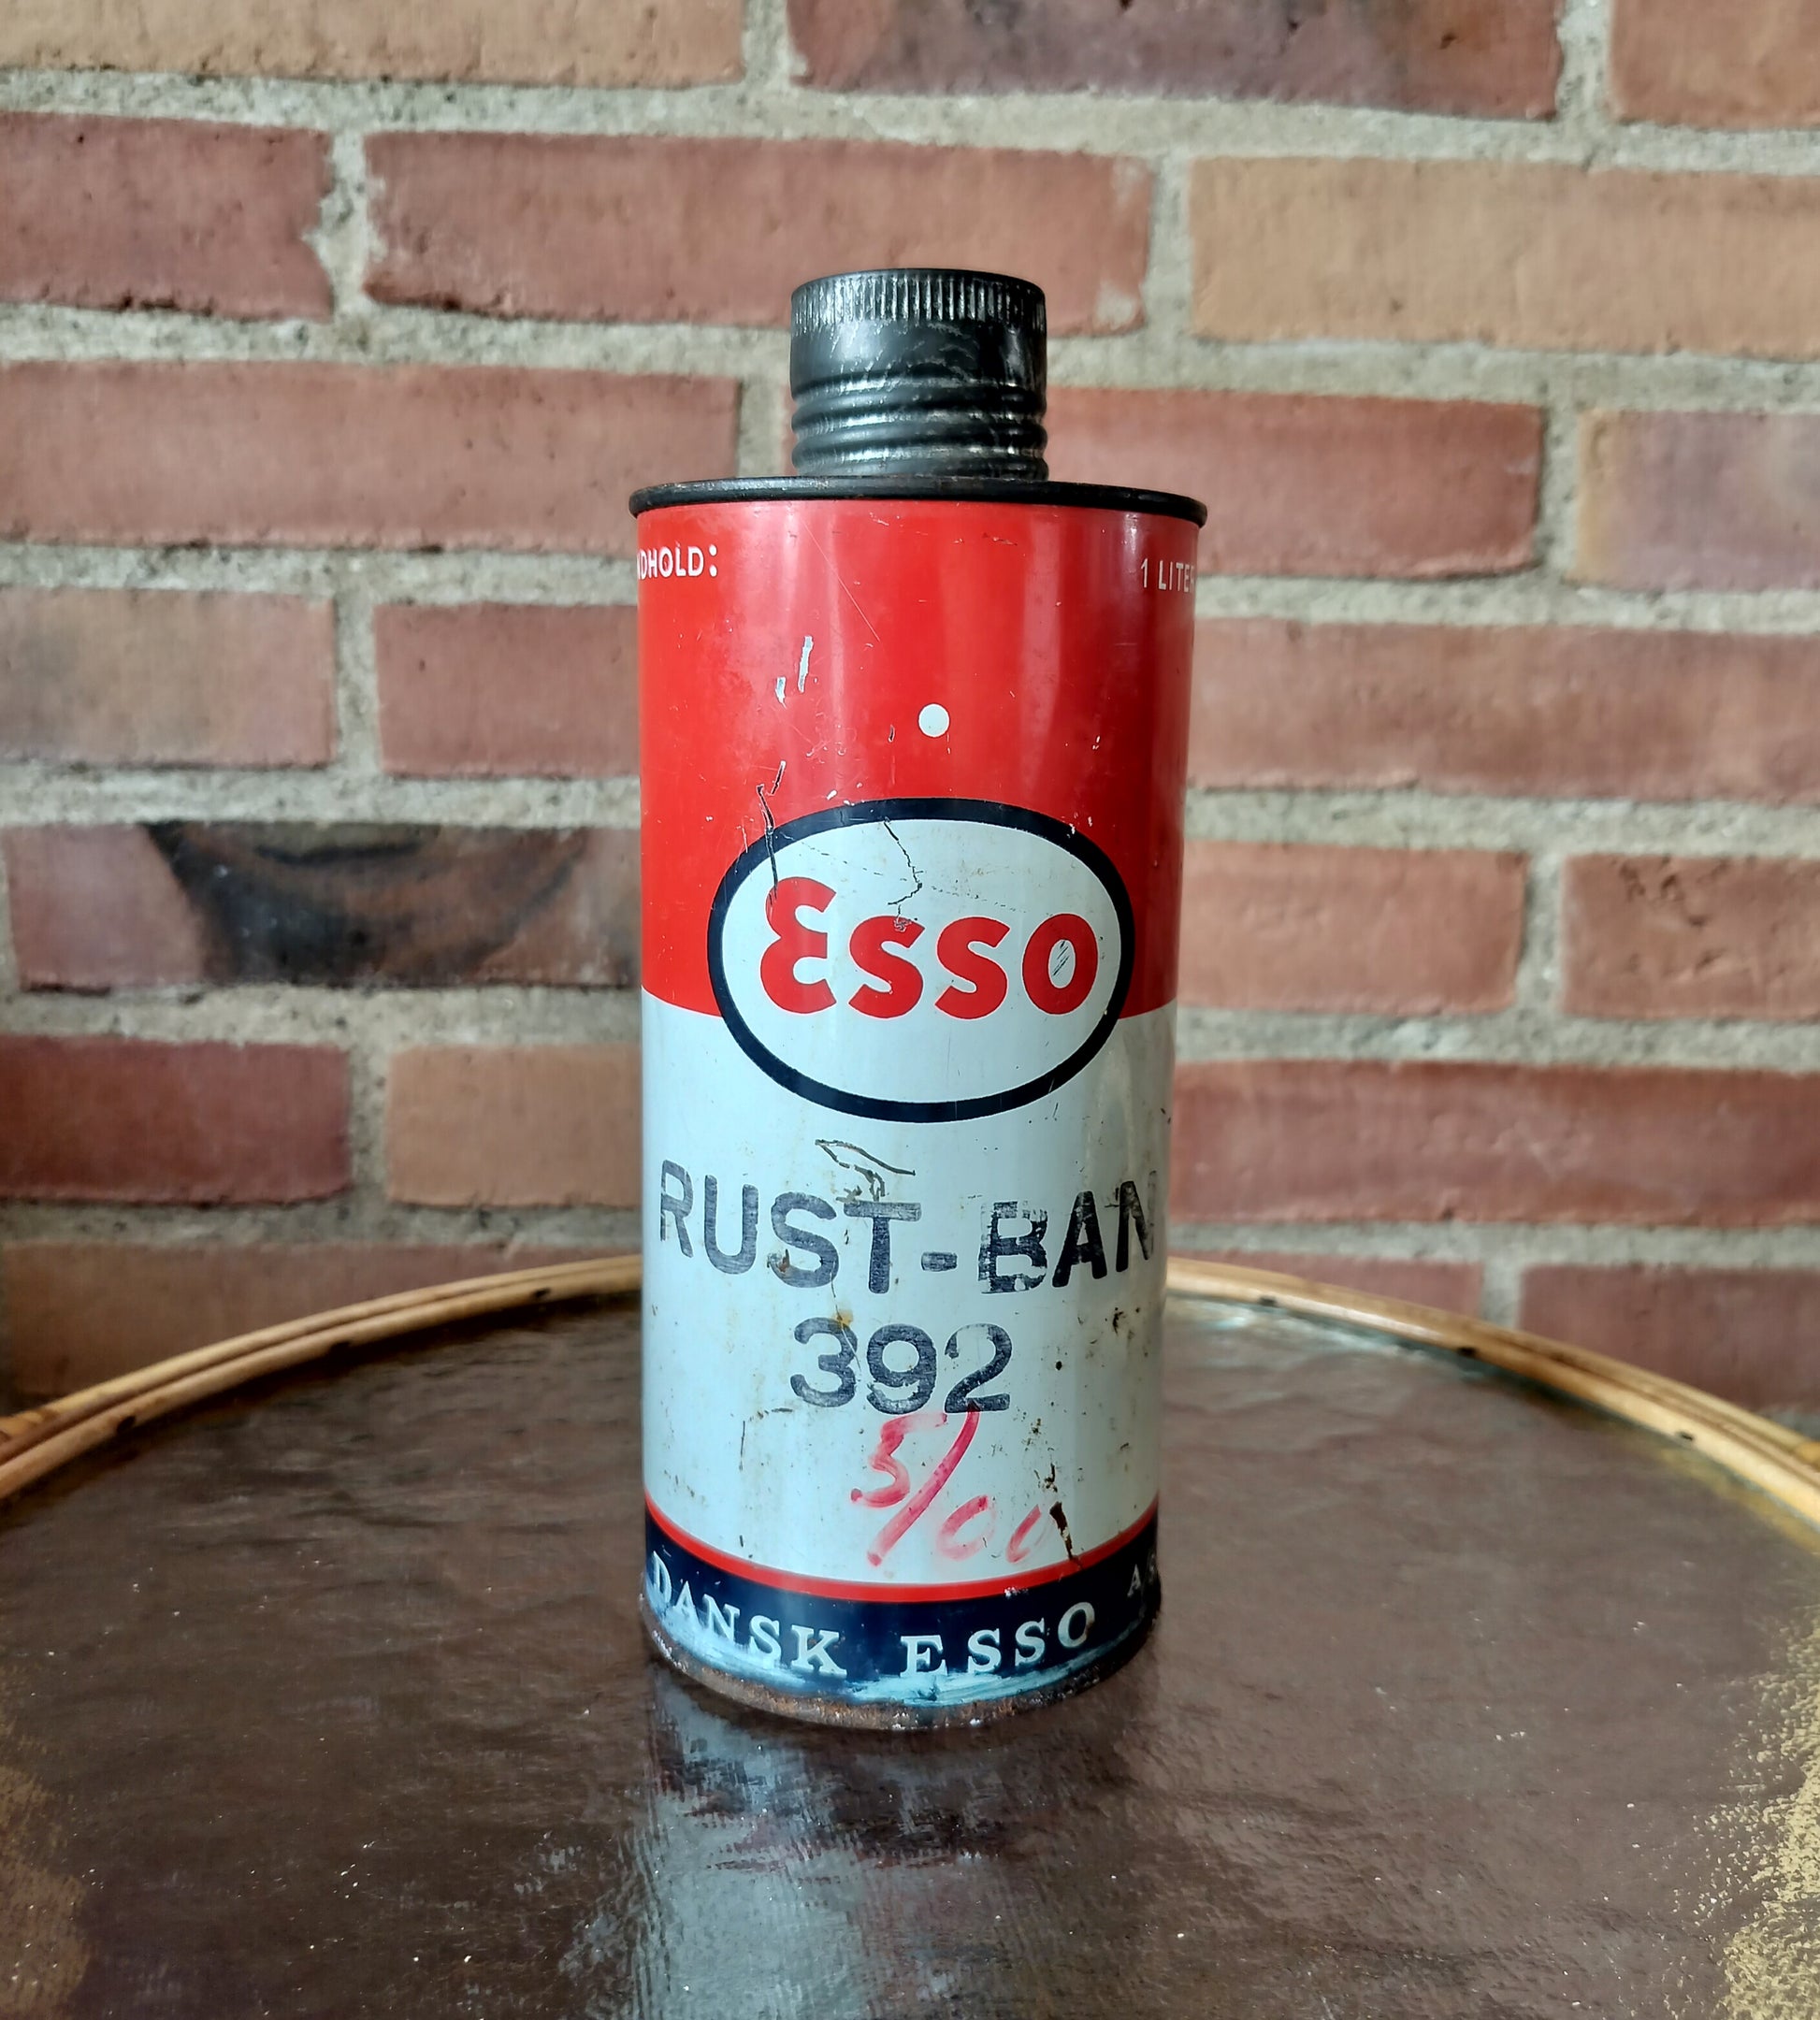 NDHOLD: 1 LITER
Esso
RUST-BAN
392
5/00
DANSK ESSO